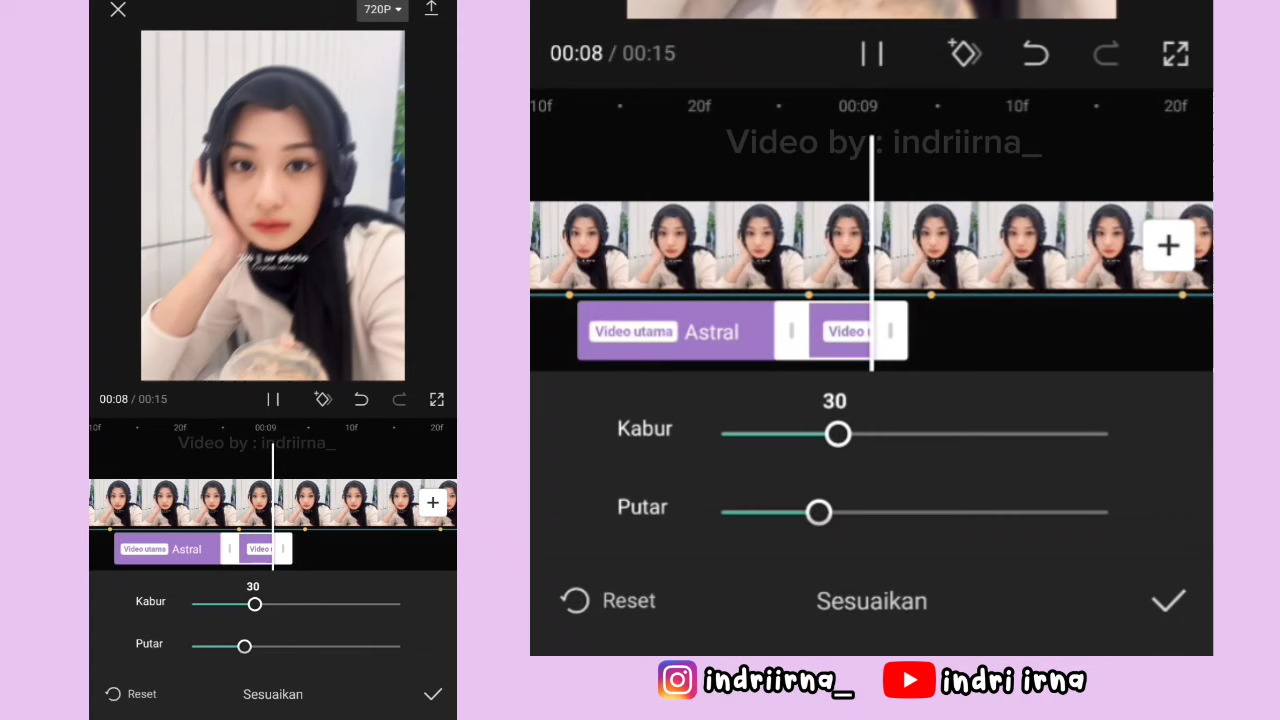 720P
00:08 / 00:15
10f 20f 00:09 10f 20f
Video by : indriirna_
Video utama Astral
30
Kabur
Putar
Reset Sesuaikan
00:08 / 00:15
10f 20f 00:09 10f 20f
Video by : indriirna_
Video utama Astral
30
Kabur
Putar
Reset Sesuaikan
indriirna_ indri irna